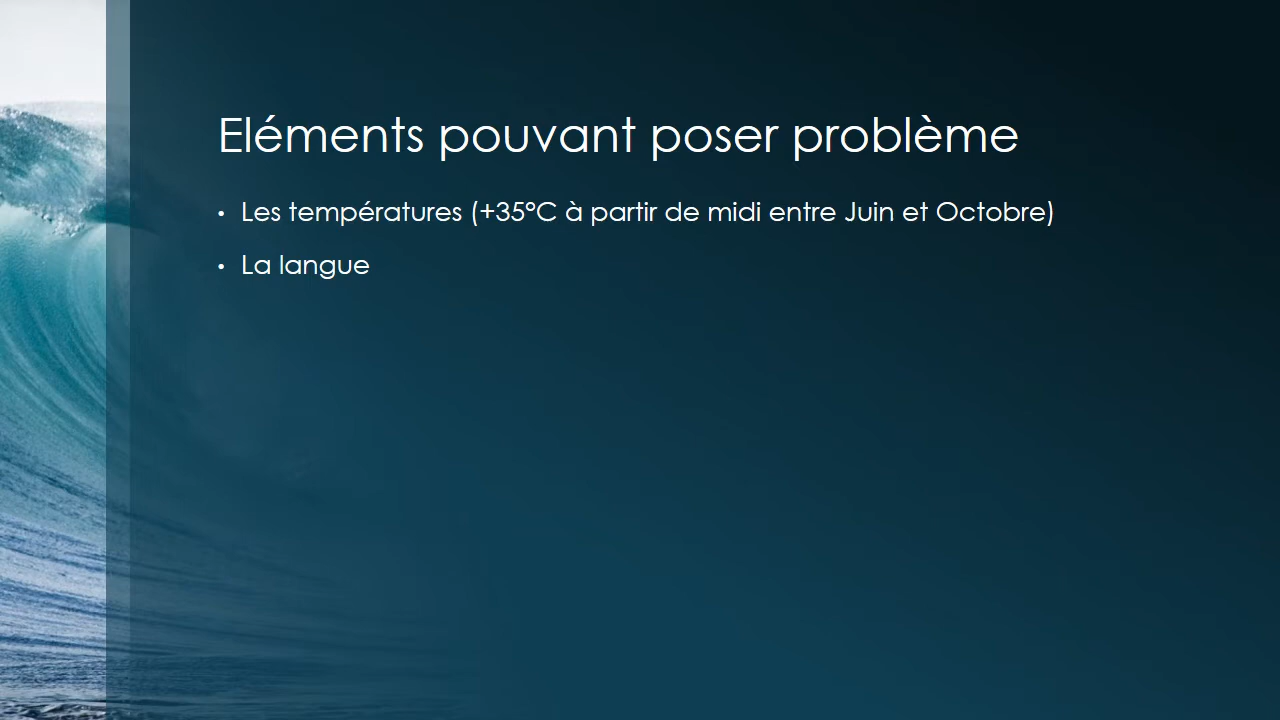 Eléments pouvant poser problème
• Les températures (+35°C à partir de midi entre Juin et Octobre)
• La langue